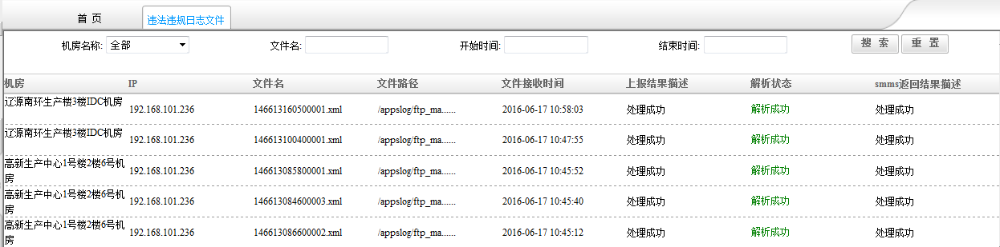 首 页 违法违规日志文件
机房名称: 全部 文件名: 开始时间: 结束时间: 搜 索 重 置
机房 IP 文件名 文件路径 文件接收时间 上报结果描述 解析状态 smms返回结果描述
辽源南环生产楼3楼IDC机房 192.168.101.236 146613160500001.xml /appslog/ftp_ma...... 2016-06-17 10:58:03 处理成功 解析成功 处理成功
辽源南环生产楼3楼IDC机房 192.168.101.236 146613100400001.xml /appslog/ftp_ma...... 2016-06-17 10:47:55 处理成功 解析成功 处理成功
高新生产中心1号楼2楼6号机
房 192.168.101.236 146613085800001.xml /appslog/ftp_ma...... 2016-06-17 10:45:52 处理成功 解析成功 处理成功
高新生产中心1号楼2楼6号机
房 192.168.101.236 146613084600003.xml /appslog/ftp_ma...... 2016-06-17 10:45:40 处理成功 解析成功 处理成功
高新生产中心1号楼2楼6号机
房 192.168.101.236 146613086600002.xml /appslog/ftp_ma...... 2016-06-17 10:45:12 处理成功 解析成功 处理成功